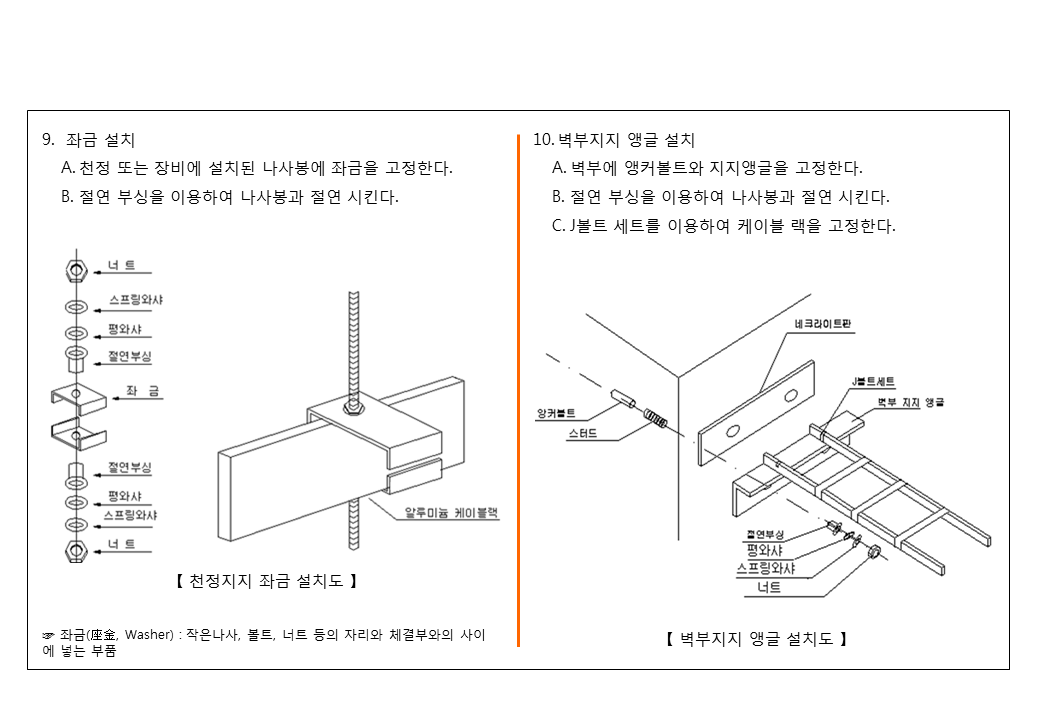 9. 좌금 설치
A. 천정 또는 장비에 설치된 나사봉에 좌금을 고정한다.
B. 절연 부싱을 이용하여 나사봉과 절연 시킨다.
너 트
스프링와샤
평와샤
절연부싱
좌 금
절연부싱
평와샤
스프링와샤
너 트
알루미늄 케이블랙
【 천정지지 좌금 설치도 】
☞ 좌금(座金, Washer) : 작은나사, 볼트, 너트 등의 자리와 체결부와의 사이
에 넣는 부품
10. 벽부지지 앵글 설치
A. 벽부에 앵커볼트와 지지앵글을 고정한다.
B. 절연 부싱을 이용하여 나사봉과 절연 시킨다.
C. J볼트 세트를 이용하여 케이블 랙을 고정한다.
네크라이트판
J볼트세트
벽부 지지 앵글
앙커볼트
스터드
절연부싱
평와샤
스프링와샤
너트
【 벽부지지 앵글 설치도 】